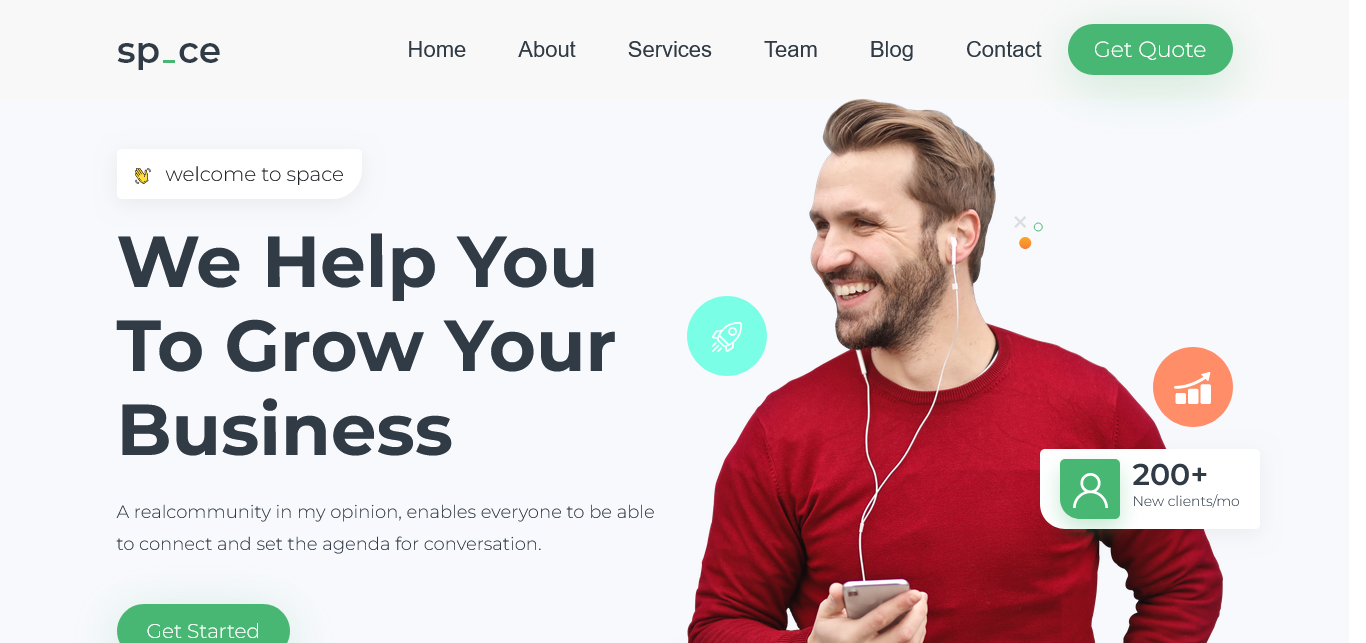 sp_ce
Home
About
Services
Team
Blog
Contact
Get Quote
welcome to space
We Help You
To Grow Your
Business
A realcommunity in my opinion, enables everyone to be able
to connect and set the agenda for conversation.
200+
New clients/mo
Get Started